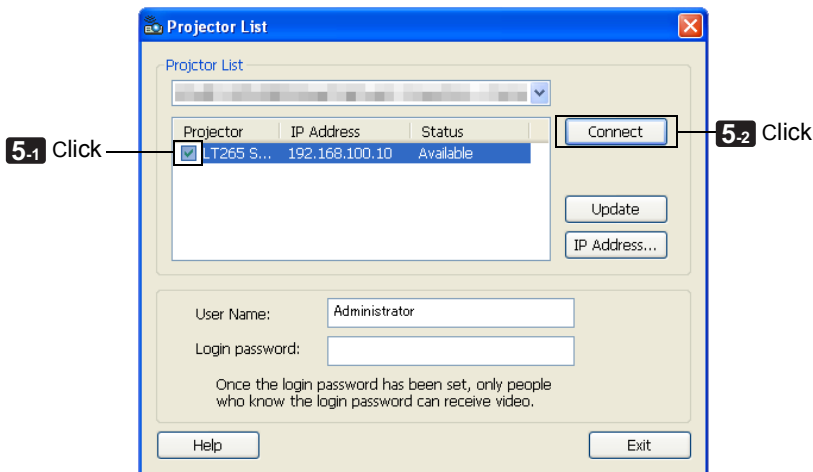 Projector List
Projctor List
Projector IP Address Status
LT265 S... 192.168.100.10 Available
5-1 Click
Connect
5-2 Click
Update
IP Address...
User Name: Administrator
Login password:
Once the login password has been set, only people
who know the login password can receive video.
Help
Exit